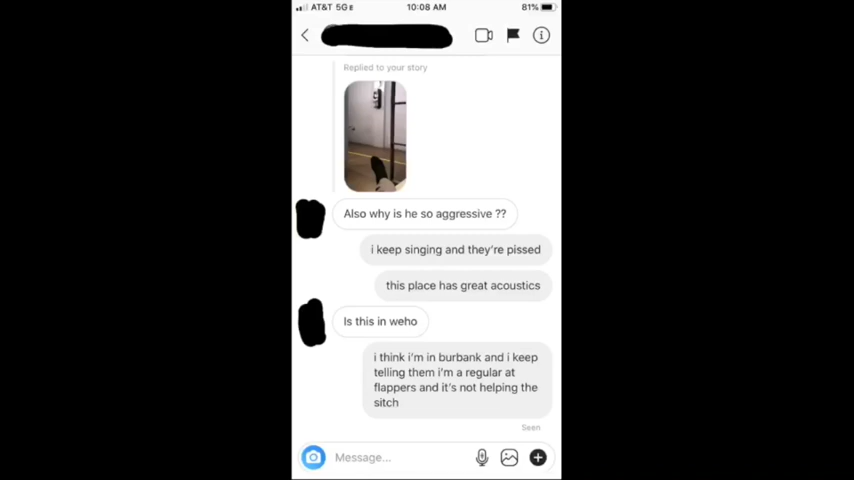 AT&T 5GE
10:08 AM
81%
Replied to your story
Also why is he so aggressive ??
i keep singing and they're pissed
this place has great acoustics
Is this in weho
i think i'm in burbank and i keep
telling them i'm a regular at
flappers and it's not helping the
sitch
Seen
Message...